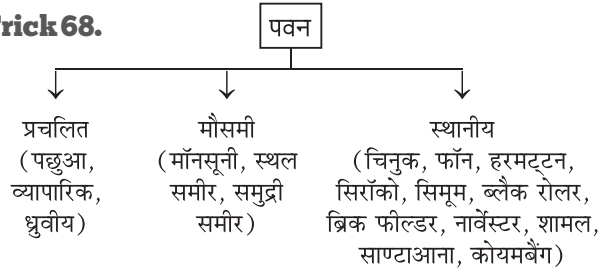 Trick 68.
पवन
प्रचलित
(पछुआ,
व्यापारिक,
ध्रुवीय)
मौसमी
(मॉनसूनी, स्थल
समीर, समुद्री
समीर)
स्थानीय
(चिनुक, फॉन, हरमट्टन,
सिरॉको, सिमूम, ब्लैक रोलर,
ब्रिक फील्डर, नार्वेस्टर, शामल,
साण्टाआना, कोयमबैंग)